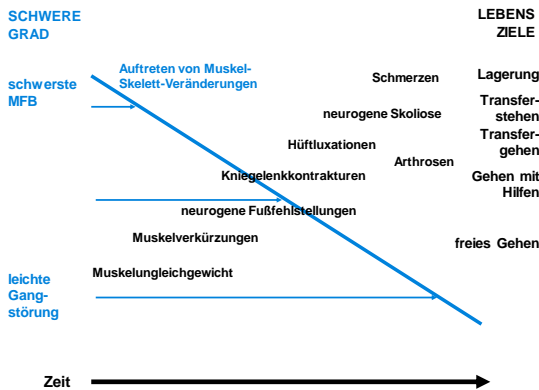 SCHWERE
GRAD
LEBENS
ZIELE
Auftreten von Muskel-
Skelett-Veränderungen
schwerste
MFB
Schmerzen
Lagerung
neurogene Skoliose
Transfer-
stehen
Hüftluxationen
Transfer-
gehen
Arthrosen
Kniegelenkkontrakturen
Gehen mit
Hilfen
neurogene Fußfehlstellungen
Muskelverkürzungen
freies Gehen
Muskelungleichgewicht
leichte
Gang-
störung
Zeit